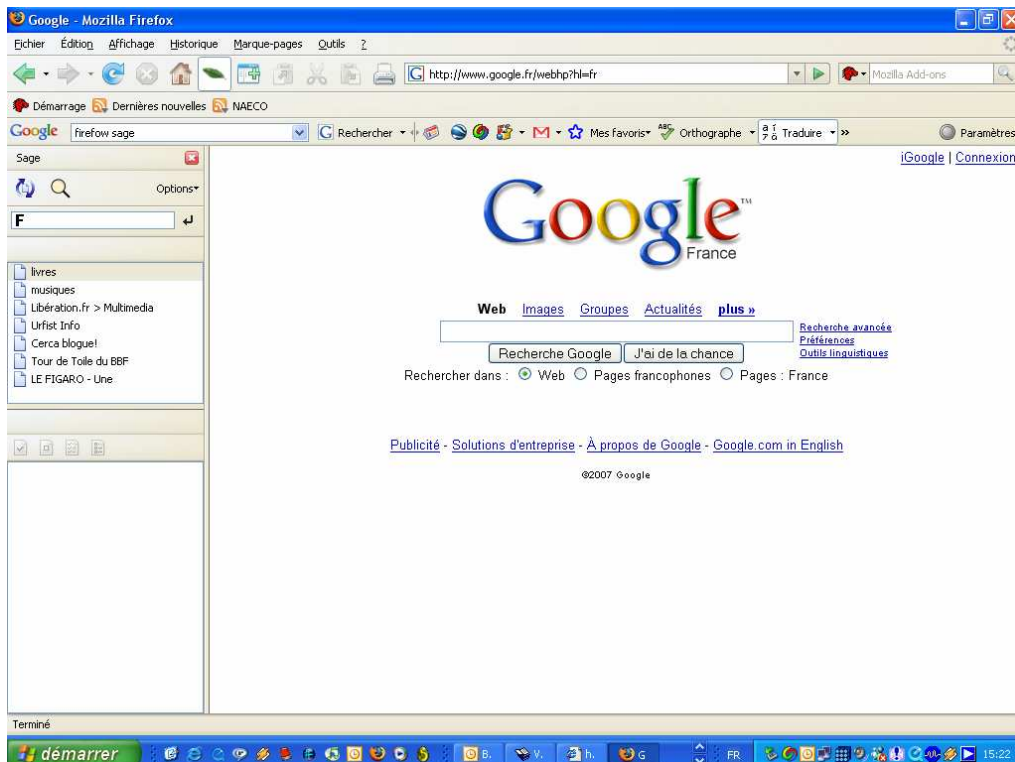 Google - Mozilla Firefox
Fichier Édition Affichage Historique Marque-pages Outils ?
G http://www.google.fr/webhp?hl=fr Mozilla Add-ons
Démarrage Dernières nouvelles NAECO
Google firefow sage G Rechercher Mes favoris ABC Orthographe Traduire » Paramètres
Sage
iGoogle | Connexion
Options
F
Google™
France
livres
musiques
Libération.fr > Multimedia
Urfist Info
Cerca blogue!
Tour de Toile du BBF
LE FIGARO - Une
Web Images Groupes Actualités plus »
Recherche avancée
Préférences
Outils linguistiques
Recherche Google J'ai de la chance
Rechercher dans : Web Pages francophones Pages : France
Publicité - Solutions d'entreprise - À propos de Google - Google.com in English
©2007 Google
Terminé
démarrer B. V. h. G FR 15:22